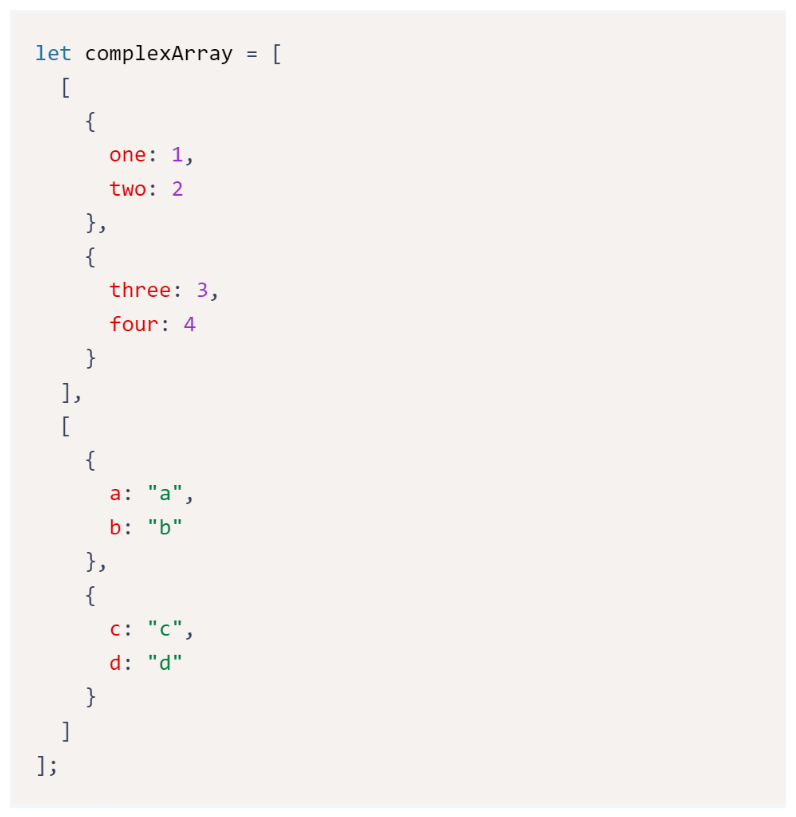 let complexArray = [
  [
    {
      one: 1,
      two: 2
    },
    {
      three: 3,
      four: 4
    }
  ],
  [
    {
      a: "a",
      b: "b"
    },
    {
      c: "c",
      d: "d"
    }
  ]
];